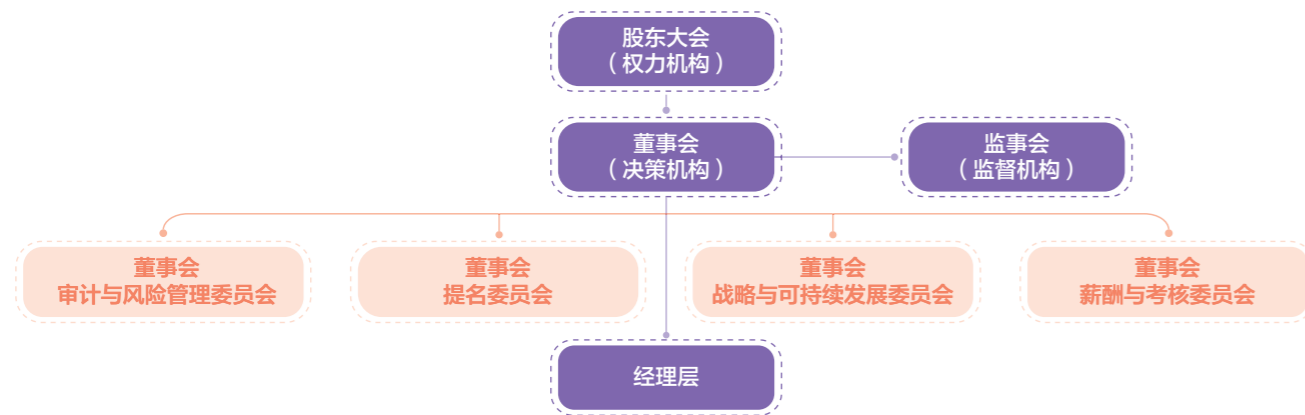 股东大会
（权力机构）
董事会
（决策机构）
监事会
（监督机构）
董事会
审计与风险管理委员会
董事会
提名委员会
董事会
战略与可持续发展委员会
董事会
薪酬与考核委员会
经理层